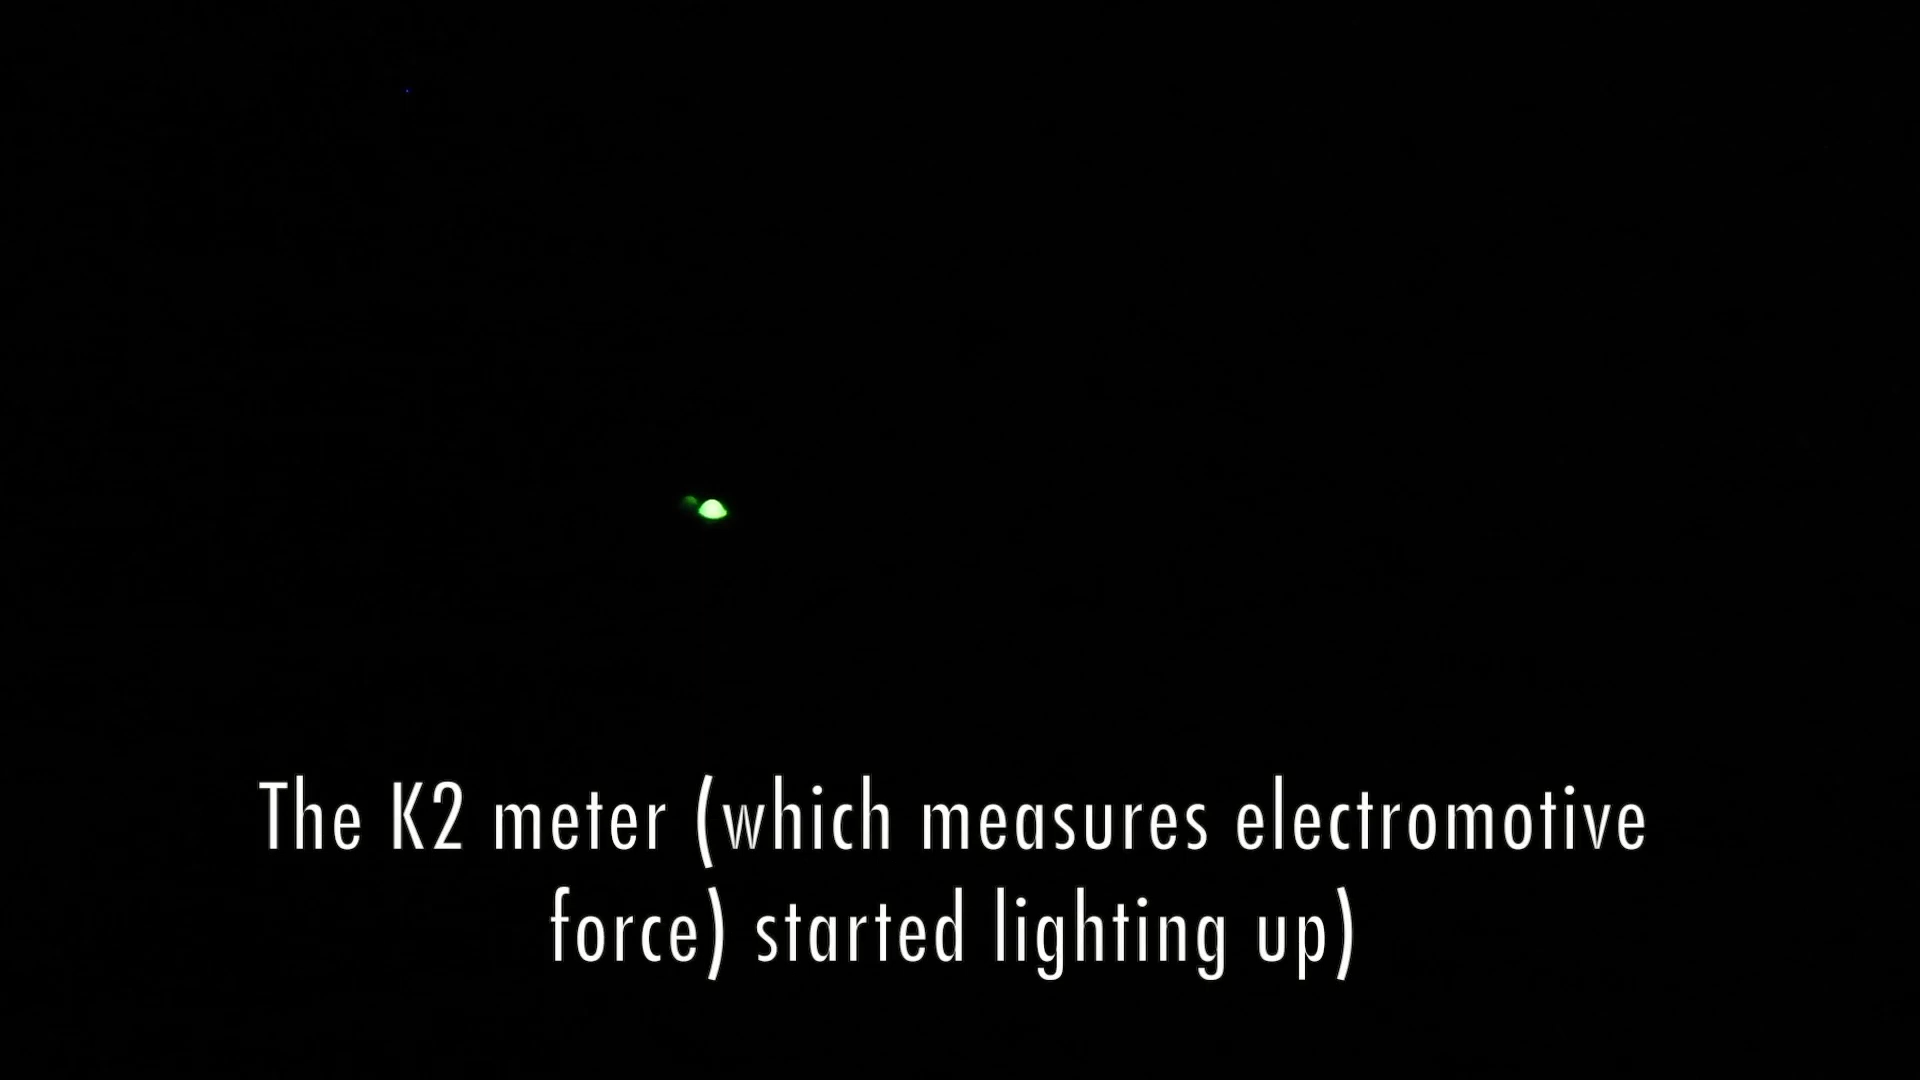 The K2 meter (which measures electromotive
force) started lighting up)